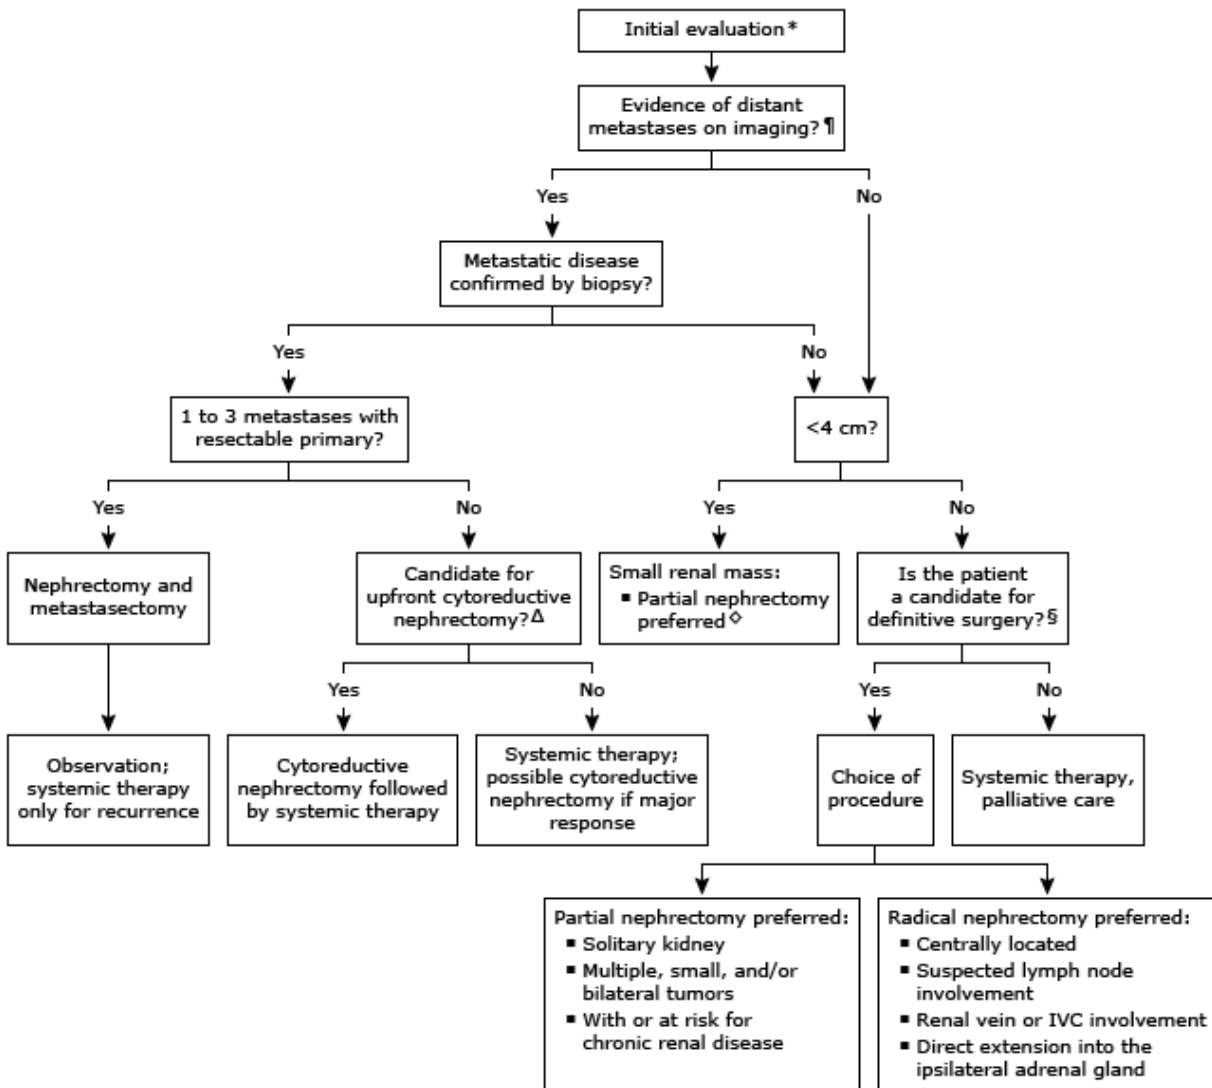 Initial evaluation*
Evidence of distant
metastases on imaging?¶
Yes
No
Metastatic disease
confirmed by biopsy?
Yes
No
1 to 3 metastases with
resectable primary?
<4 cm?
Yes
No
Yes
No
Nephrectomy and
metastasectomy
Candidate for
upfront cytoreductive
nephrectomy?Δ
Small renal mass:
▪ Partial nephrectomy
preferred◇
Is the patient
a candidate for
definitive surgery?§
Yes
No
Yes
No
Observation;
systemic therapy
only for recurrence
Cytoreductive
nephrectomy followed
by systemic therapy
Systemic therapy;
possible cytoreductive
nephrectomy if major
response
Choice of
procedure
Systemic therapy,
palliative care
Partial nephrectomy preferred:
▪ Solitary kidney
▪ Multiple, small, and/or
bilateral tumors
▪ With or at risk for
chronic renal disease
Radical nephrectomy preferred:
▪ Centrally located
▪ Suspected lymph node
involvement
▪ Renal vein or IVC involvement
▪ Direct extension into the
ipsilateral adrenal gland